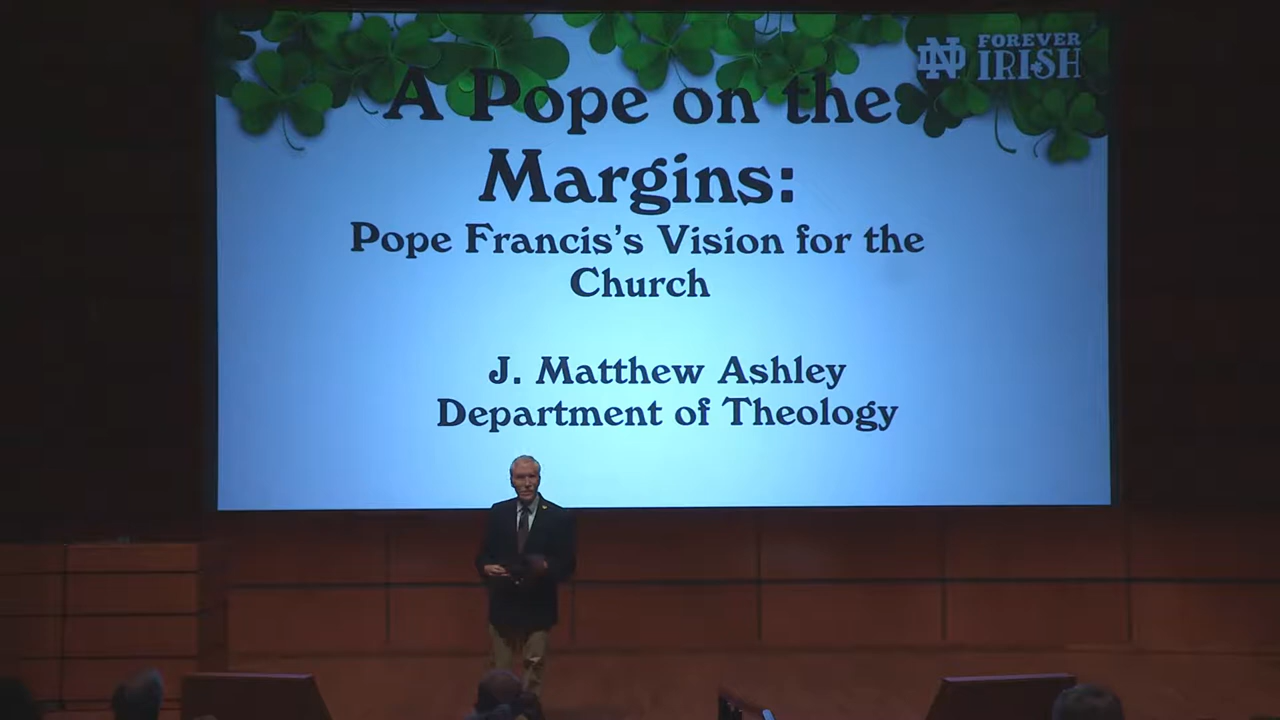 ND FOREVER
IRISH
A Pope on the
Margins:
Pope Francis's Vision for the
Church
J. Matthew Ashley
Department of Theology